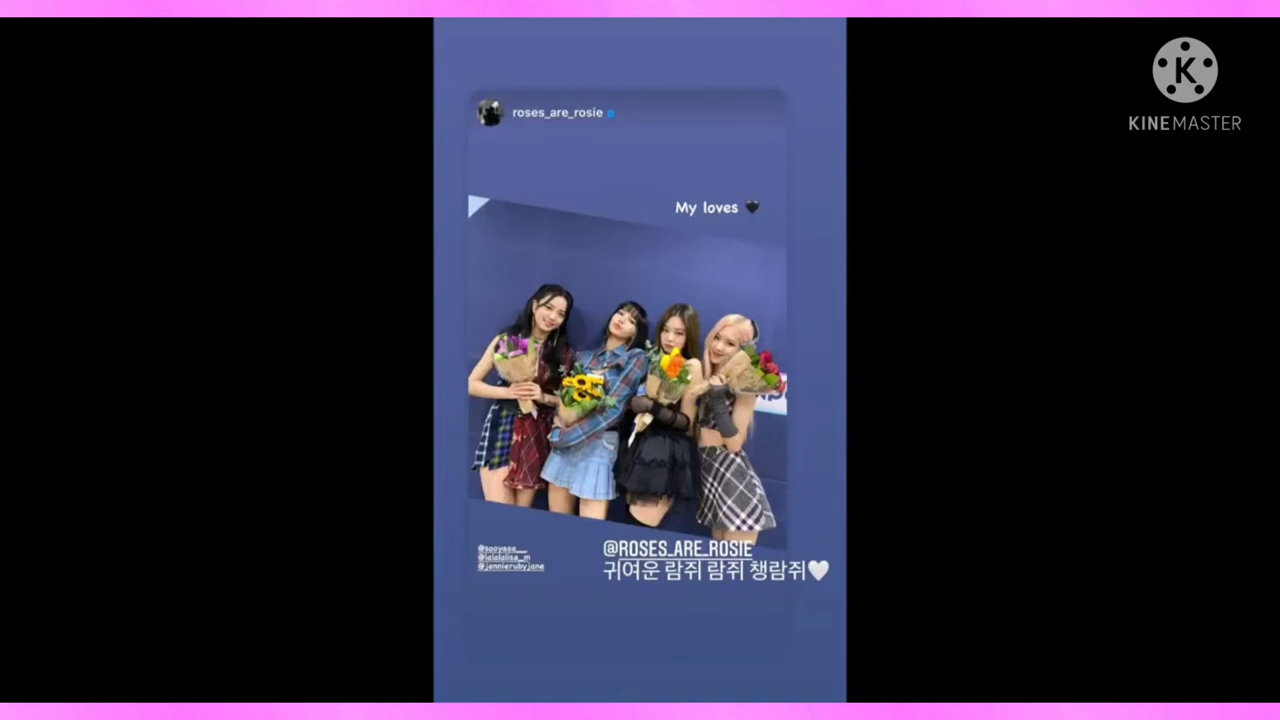 roses_are_rosie
KINEMASTER
My loves 🖤
@sooyaaa__
@lalalalisa_m
@jennierubyjane
@ROSES_ARE_ROSIE
귀여운 람쥐 람쥐 챙람쥐🤍